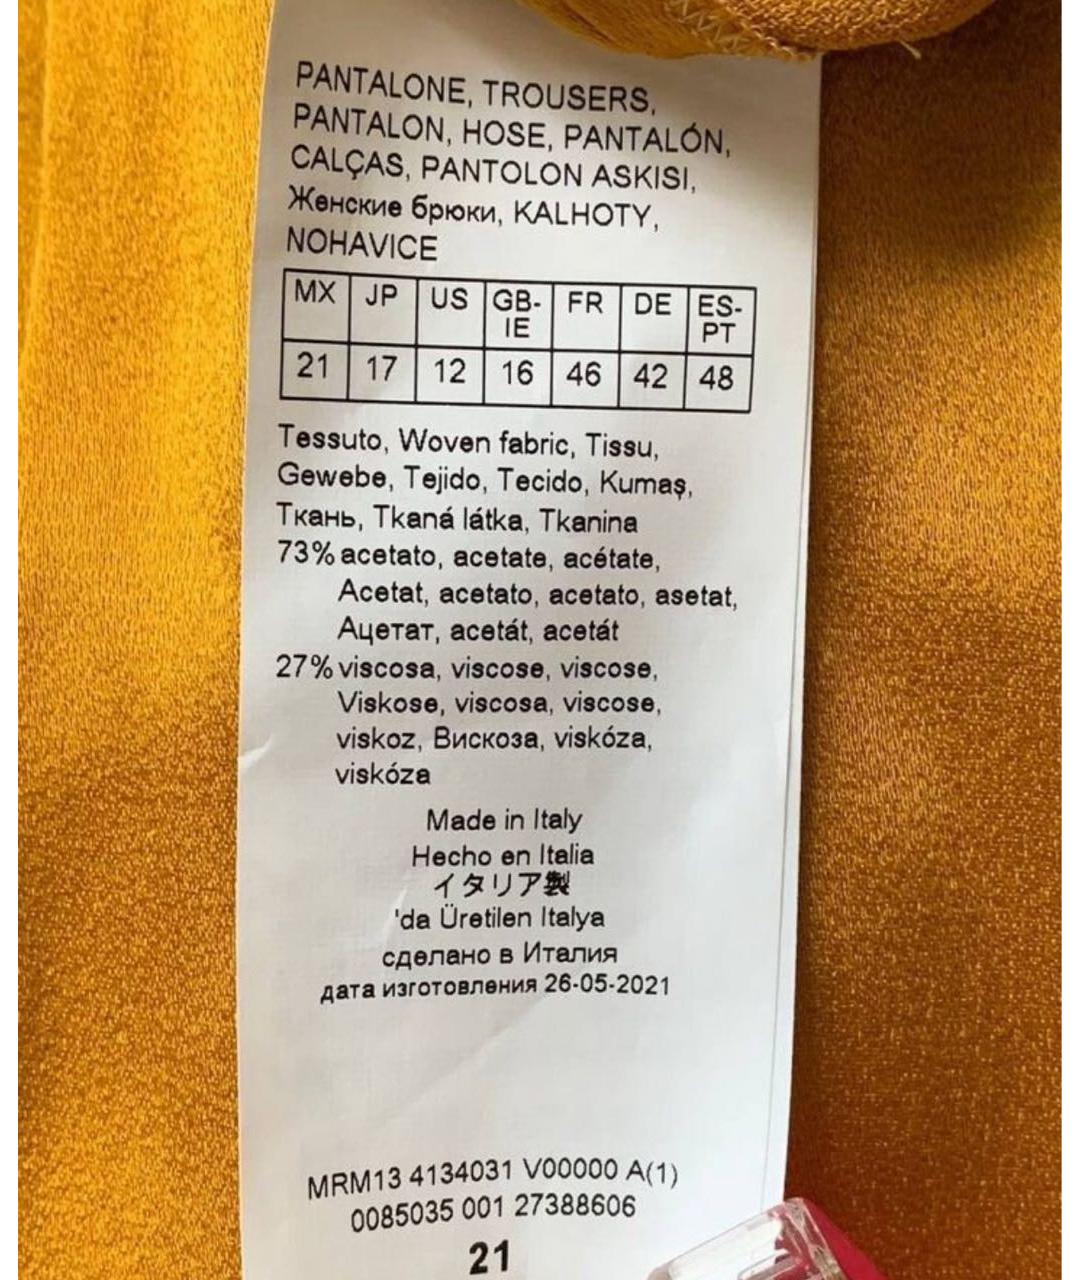 PANTALONE, TROUSERS,
PANTALON, HOSE, PANTALÓN,
CALÇAS, PANTOLON ASKISI,
Женские брюки, KALHOTY,
NOHAVICE
MX JP US GB-IE FR DE ES-PT
21 17 12 16 46 42 48
Tessuto, Woven fabric, Tissu,
Gewebe, Tejido, Tecido, Kumaş,
Ткань, Tkaná látka, Tkanina
73% acetato, acetate, acétate,
Acetat, acetato, acetato, asetat,
Ацетат, acetát, acetát
27% viscosa, viscose, viscose,
Viskose, viscosa, viscose,
viskoz, Вискоза, viskóza,
viskóza
Made in Italy
Hecho en Italia
イタリア製
'da Üretilen Italya
сделано в Италия
дата изготовления 26-05-2021
MRM13 4134031 V00000 A(1)
0085035 001 27388606
21